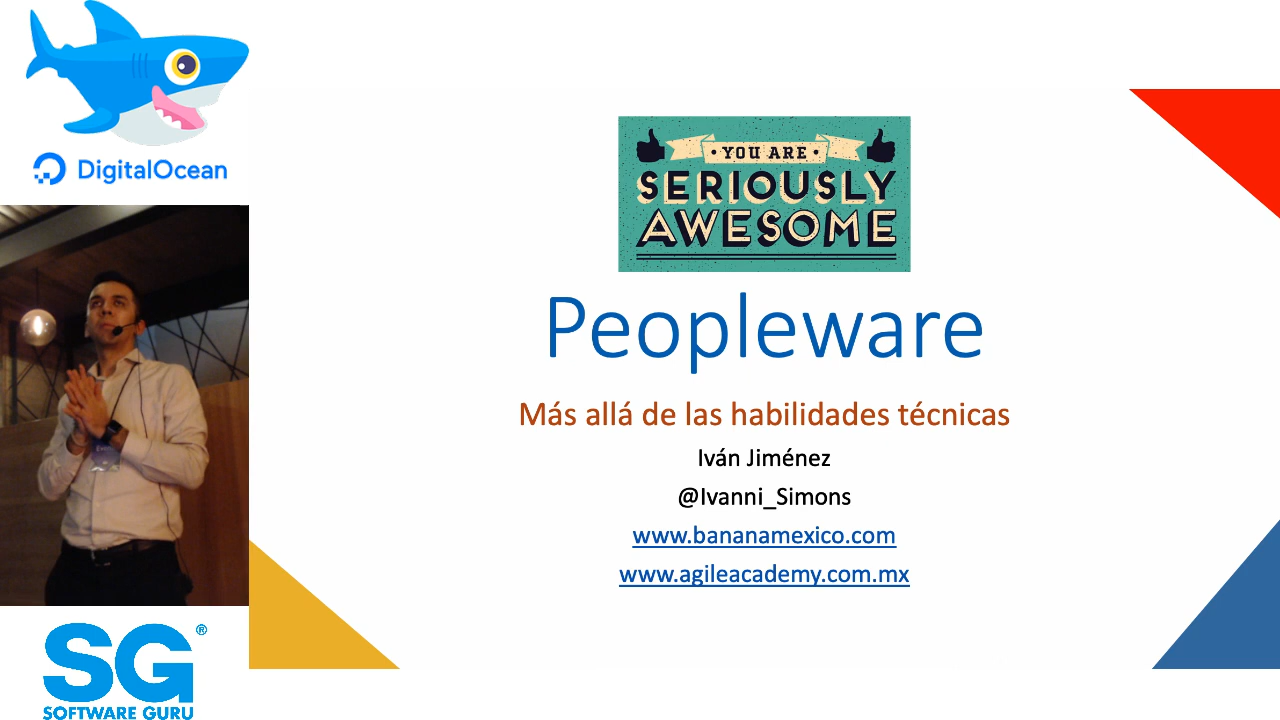 DigitalOcean
SG®
SOFTWARE GURU
YOU ARE
SERIOUSLY
AWESOME
Peopleware
Más allá de las habilidades técnicas
Iván Jiménez
@Ivanni_Simons
www.bananamexico.com
www.agileacademy.com.mx